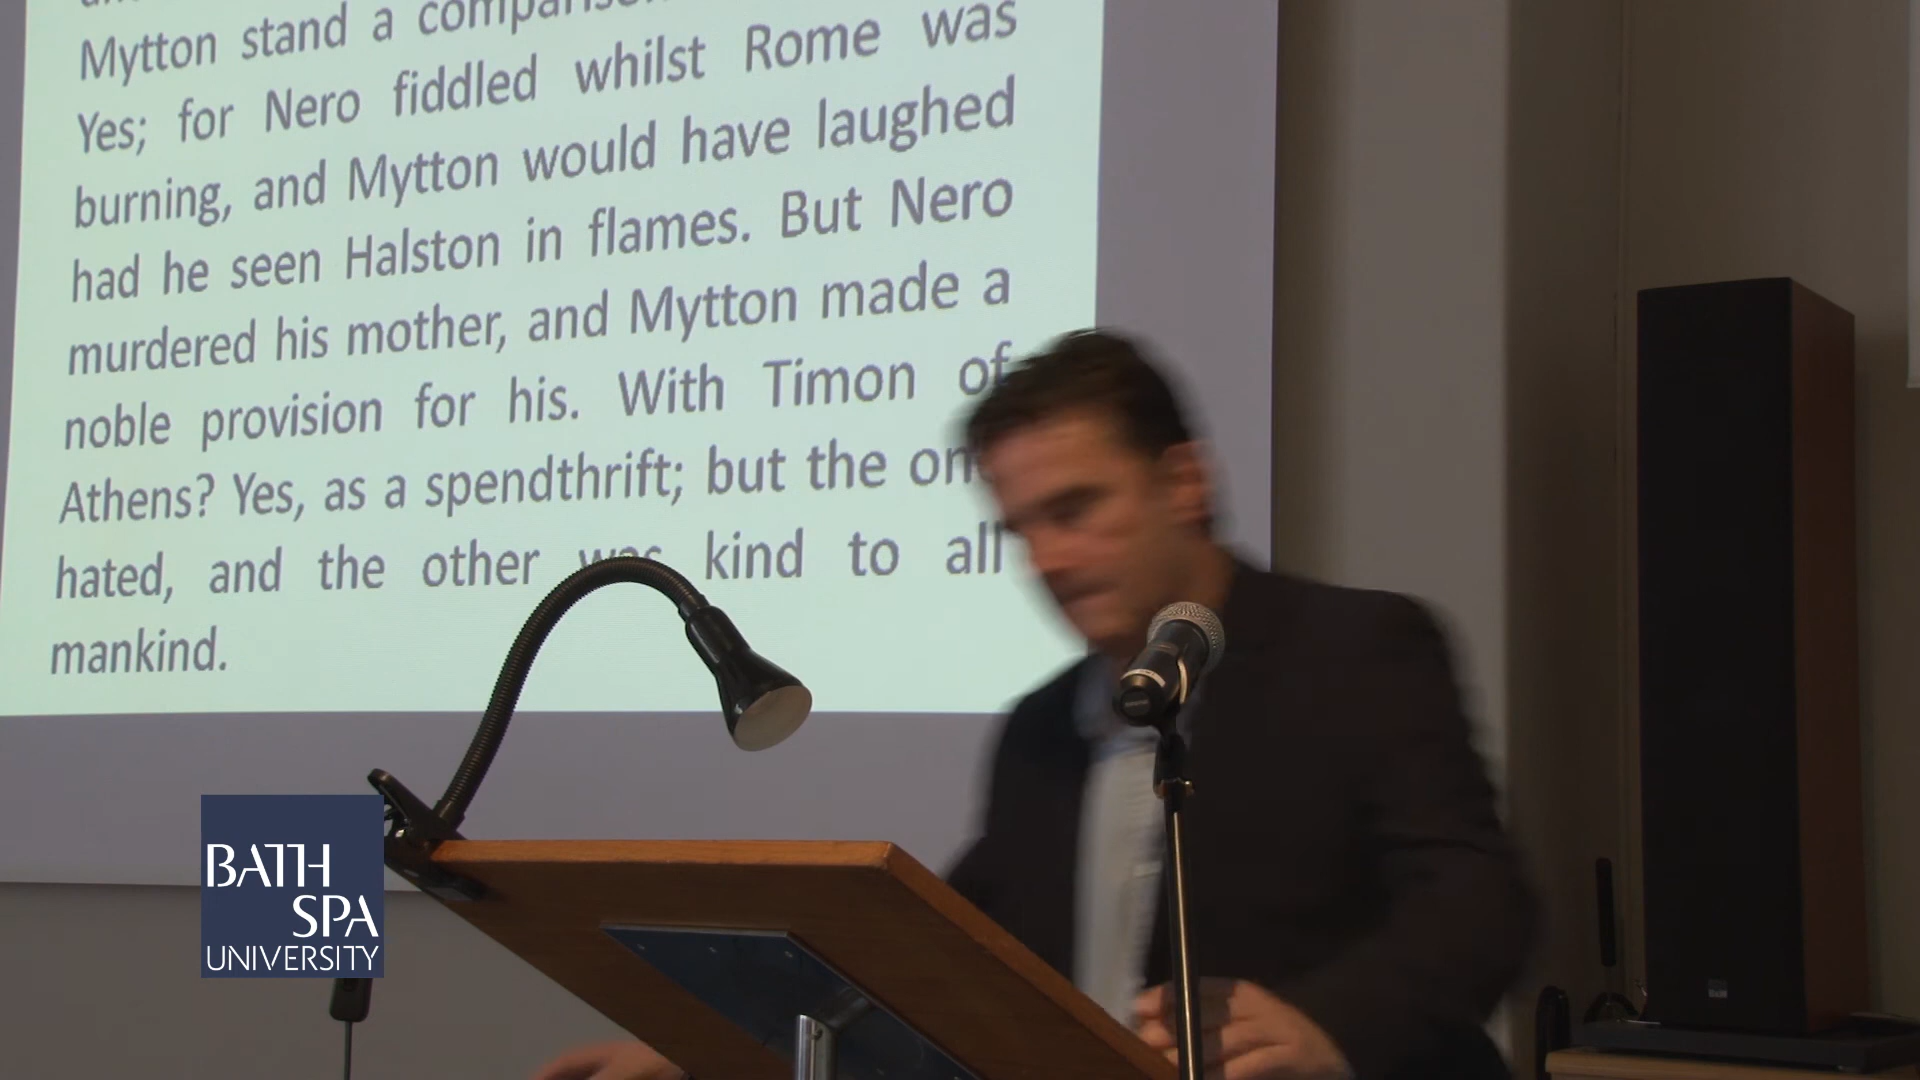 Mytton stand a
Yes; for Nero fiddled whilst Rome was
burning, and Mytton would have laughed
had he seen Halston in flames. But Nero
murdered his mother, and Mytton made a
noble provision for his. With Timon of
Athens? Yes, as a spendthrift; but the
hated, and the other was kind to all
mankind.
BATH
SPA
UNIVERSITY